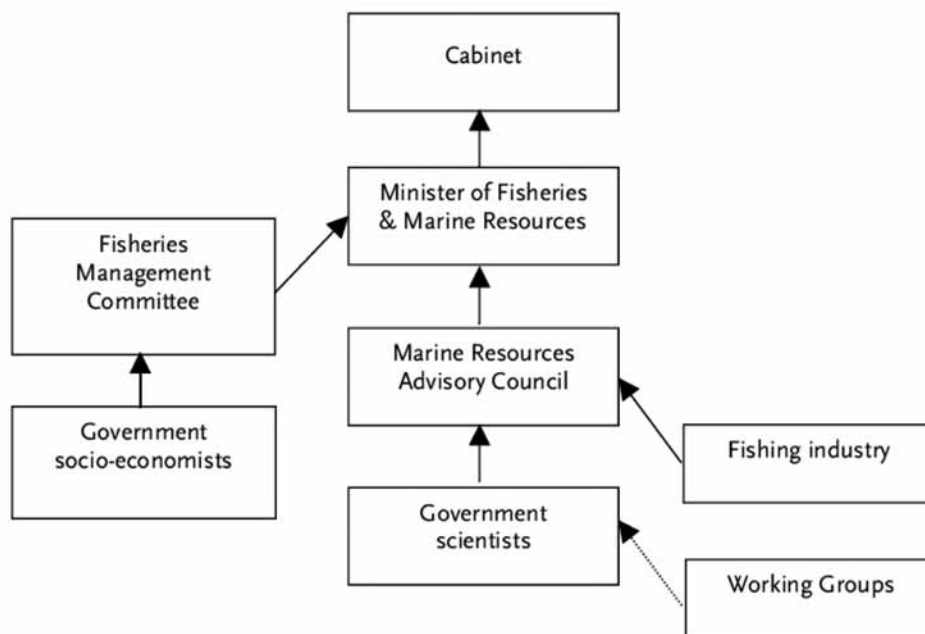 Cabinet
Minister of Fisheries
& Marine Resources
Fisheries
Management
Committee
Marine Resources
Advisory Council
Government
socio-economists
Fishing industry
Government
scientists
Working Groups